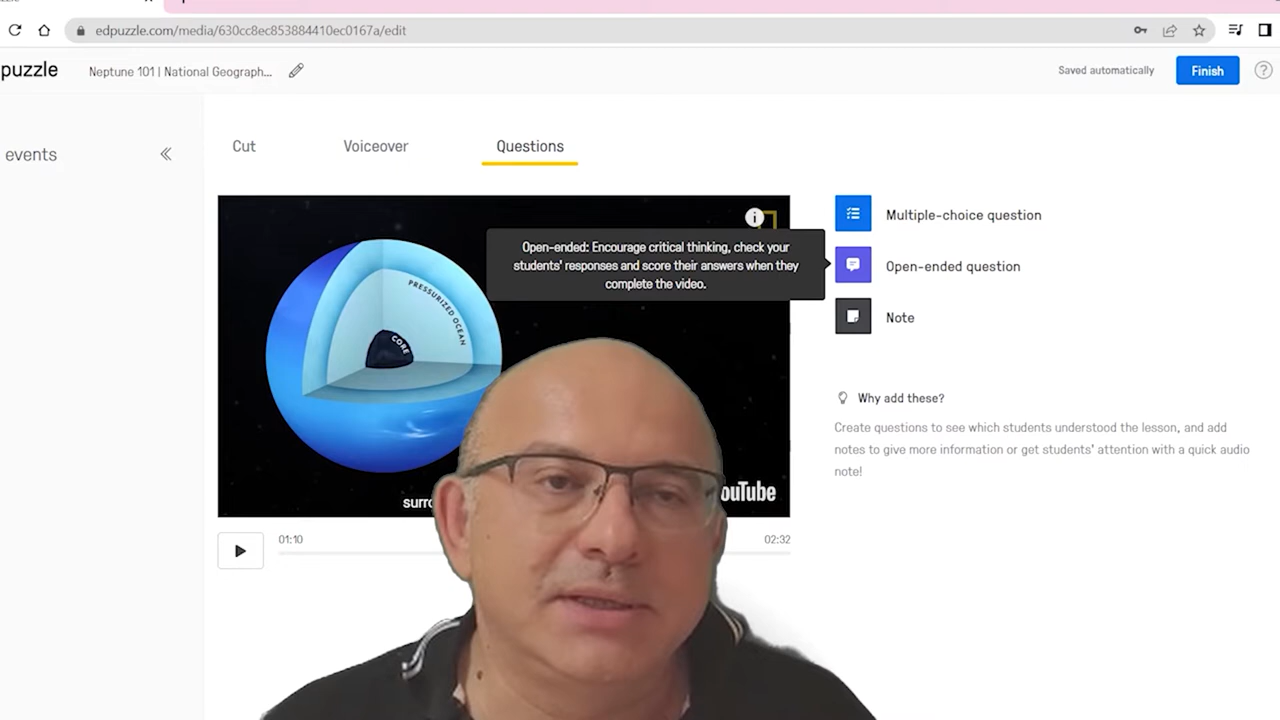 edpuzzle.com/media/630cc8ec853884410ec0167a/edit
puzzle
Neptune 101 | National Geograph...
Saved automatically
Finish
?
events
Cut
Voiceover
Questions
i
PRESSURIZED OCEAN
CORE
Open-ended: Encourage critical thinking, check your
students' responses and score their answers when they
complete the video.
surro
ouTube
01:10
02:32
Multiple-choice question
Open-ended question
Note
Why add these?
Create questions to see which students understood the lesson, and add
notes to give more information or get students' attention with a quick audio
note!